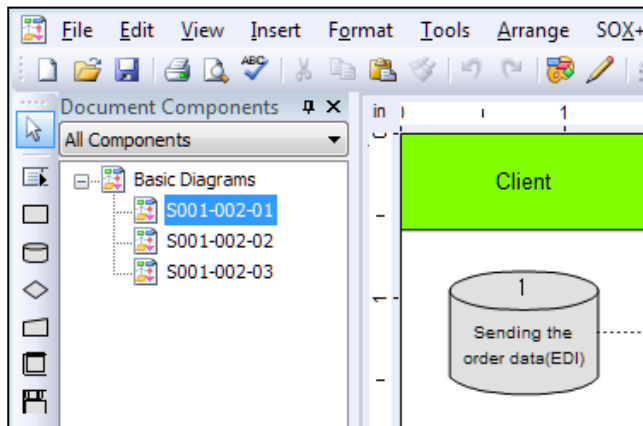 File Edit View Insert Format Tools Arrange SOX+
ABC
Document Components
in 1
All Components
Client
Basic Diagrams
S001-002-01
S001-002-02
S001-002-03
1
1
Sending the
order data(EDI)